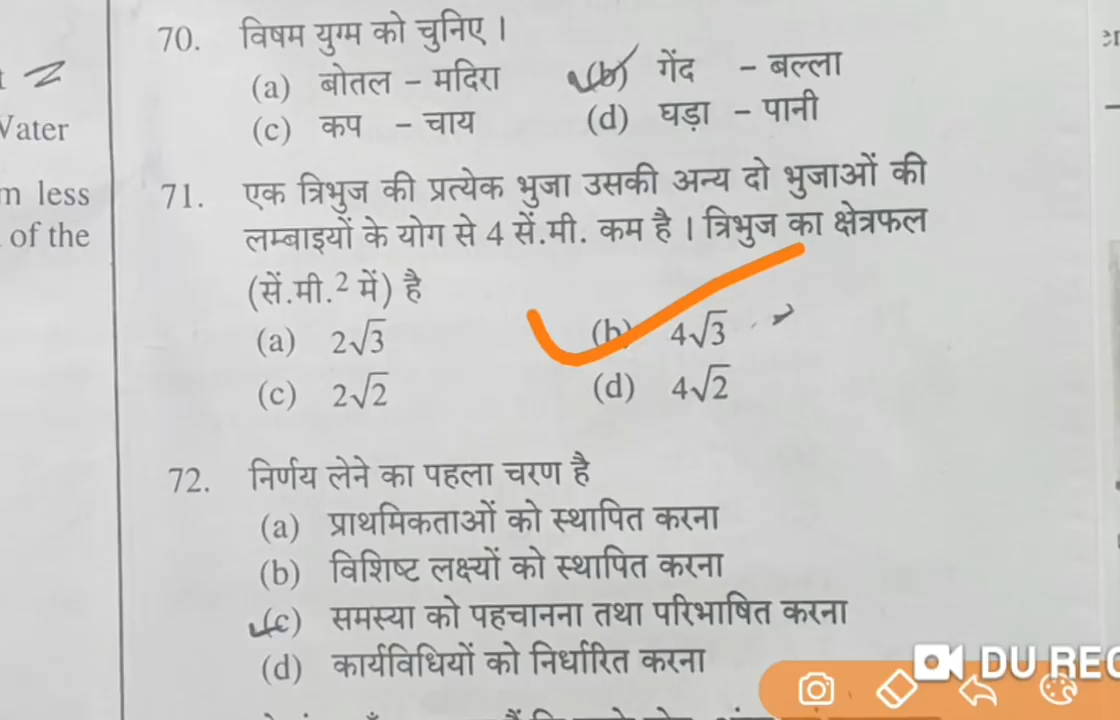 70. विषम युग्म को चुनिए ।
(a) बोतल – मदिरा (b) गेंद – बल्ला
(c) कप – चाय (d) घड़ा – पानी
Vater
m less
of the
71. एक त्रिभुज की प्रत्येक भुजा उसकी अन्य दो भुजाओं की
लम्बाइयों के योग से 4 सें.मी. कम है । त्रिभुज का क्षेत्रफल
(सें.मी.² में) है
(a) 2√3 (b) 4√3
(c) 2√2 (d) 4√2
72. निर्णय लेने का पहला चरण है
(a) प्राथमिकताओं को स्थापित करना
(b) विशिष्ट लक्ष्यों को स्थापित करना
(c) समस्या को पहचानना तथा परिभाषित करना
(d) कार्यविधियों को निर्धारित करना
DU REC